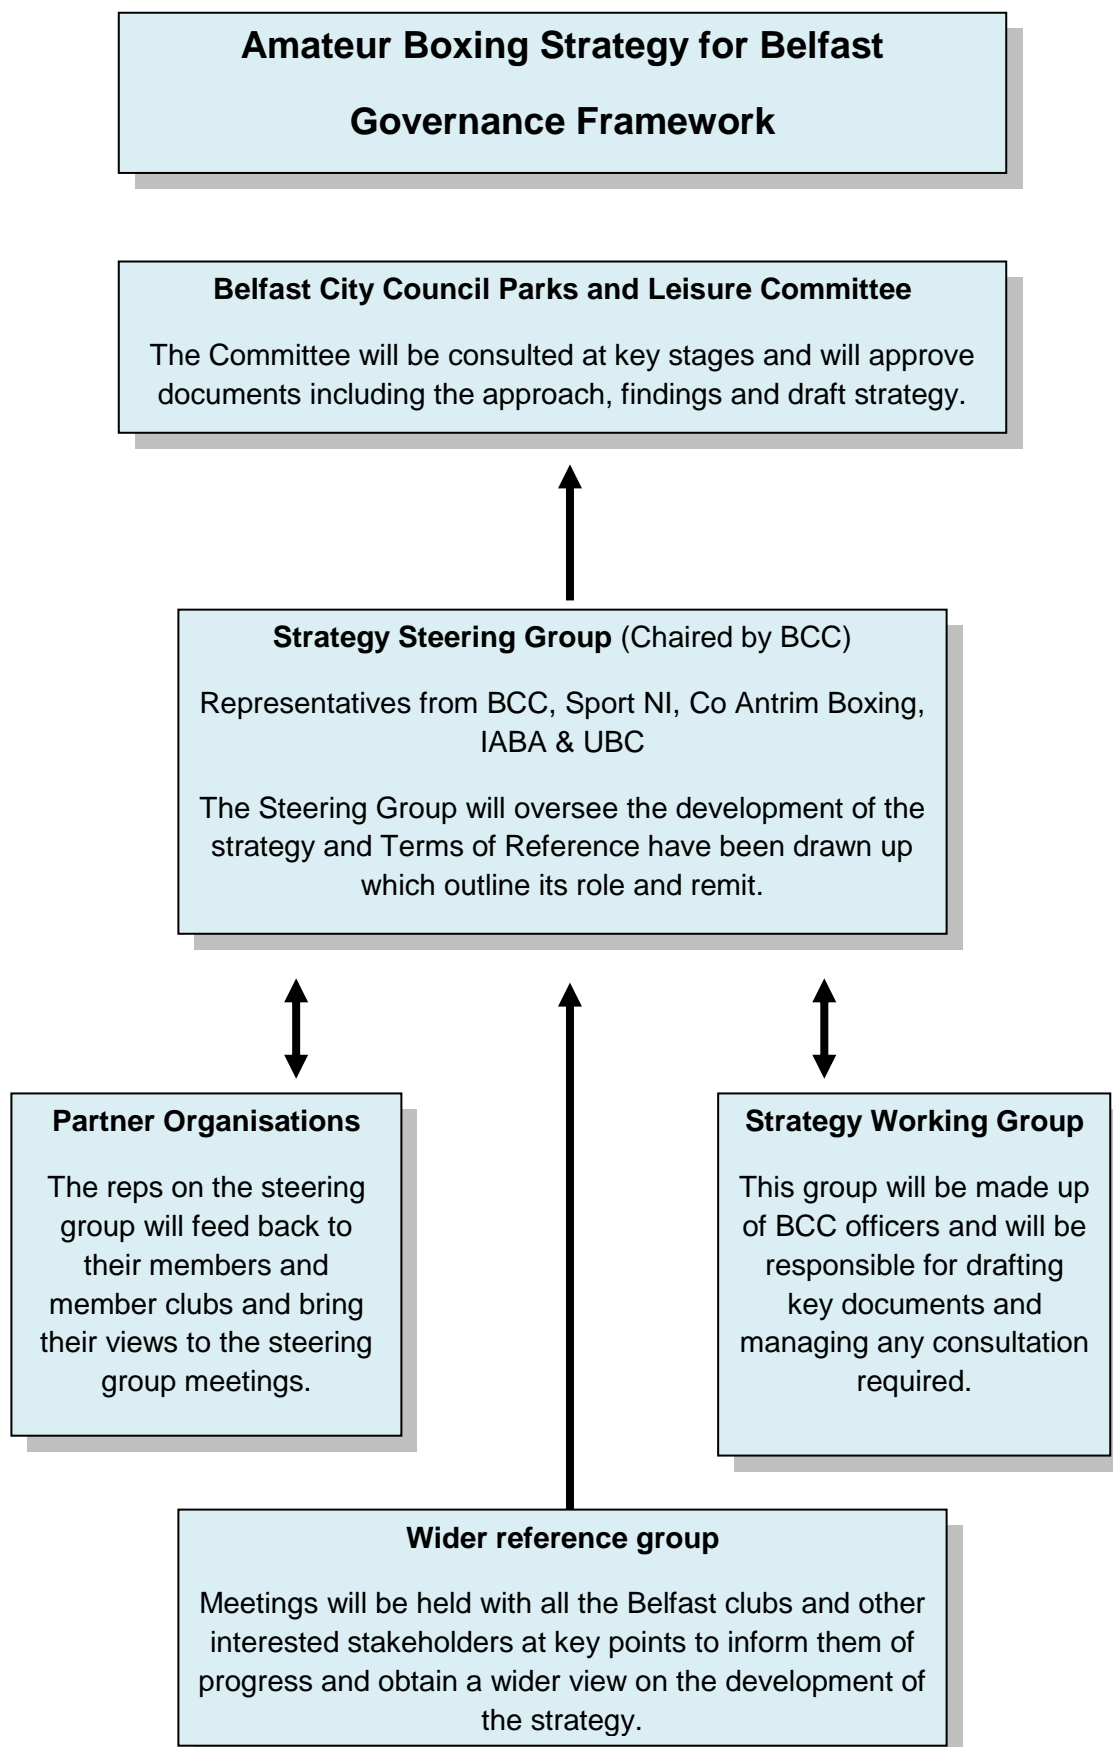 Amateur Boxing Strategy for Belfast
Governance Framework
Belfast City Council Parks and Leisure Committee
The Committee will be consulted at key stages and will approve
documents including the approach, findings and draft strategy.
Strategy Steering Group (Chaired by BCC)
Representatives from BCC, Sport NI, Co Antrim Boxing,
IABA & UBC
The Steering Group will oversee the development of the
strategy and Terms of Reference have been drawn up
which outline its role and remit.
Partner Organisations
The reps on the steering
group will feed back to
their members and
member clubs and bring
their views to the steering
group meetings.
Strategy Working Group
This group will be made up
of BCC officers and will be
responsible for drafting
key documents and
managing any consultation
required.
Wider reference group
Meetings will be held with all the Belfast clubs and other
interested stakeholders at key points to inform them of
progress and obtain a wider view on the development of
the strategy.